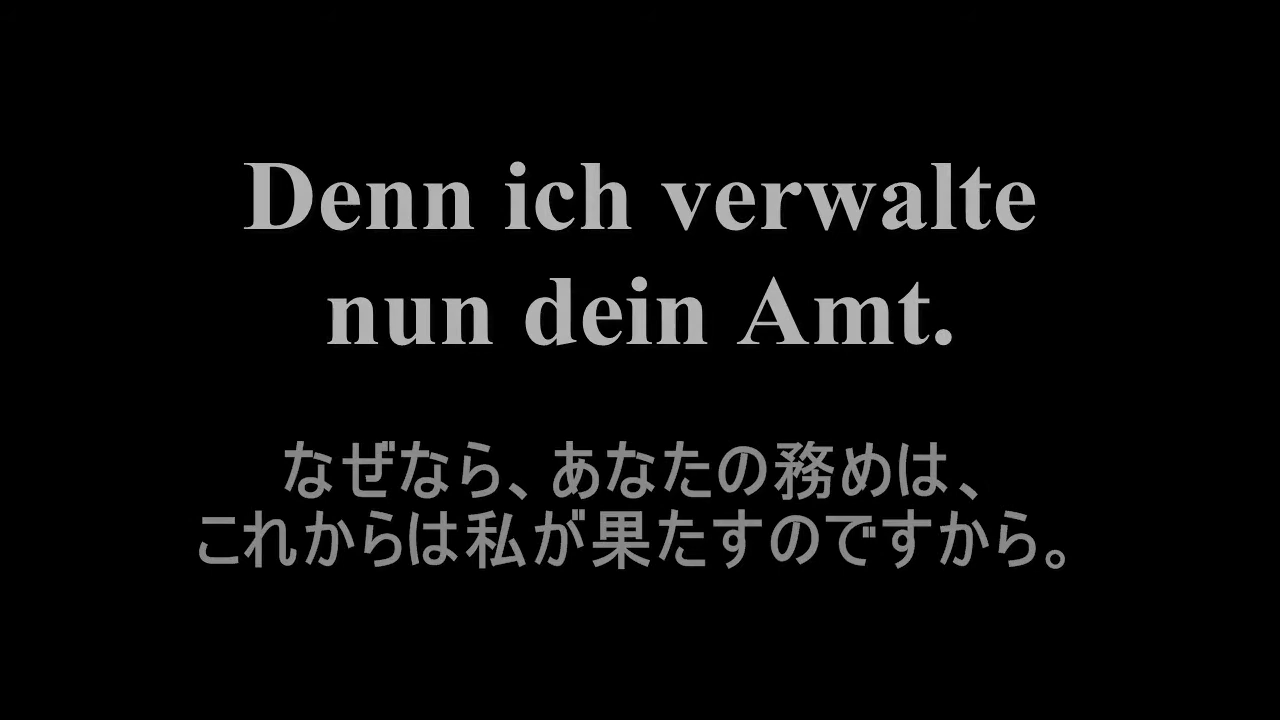 Denn ich verwalte
nun dein Amt.
なぜなら、あなたの務めは、
これからは私が果たすのですから。